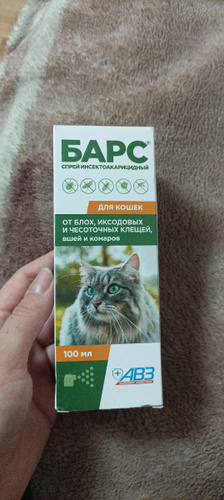 БАРС®
СПРЕЙ ИНСЕКТОАКАРИЦИДНЫЙ
ДЛЯ КОШЕК
ОТ БЛОХ, ИКСОДОВЫХ
И ЧЕСОТОЧНЫХ КЛЕЩЕЙ,
вшей и комаров
100 мл
АВЗ